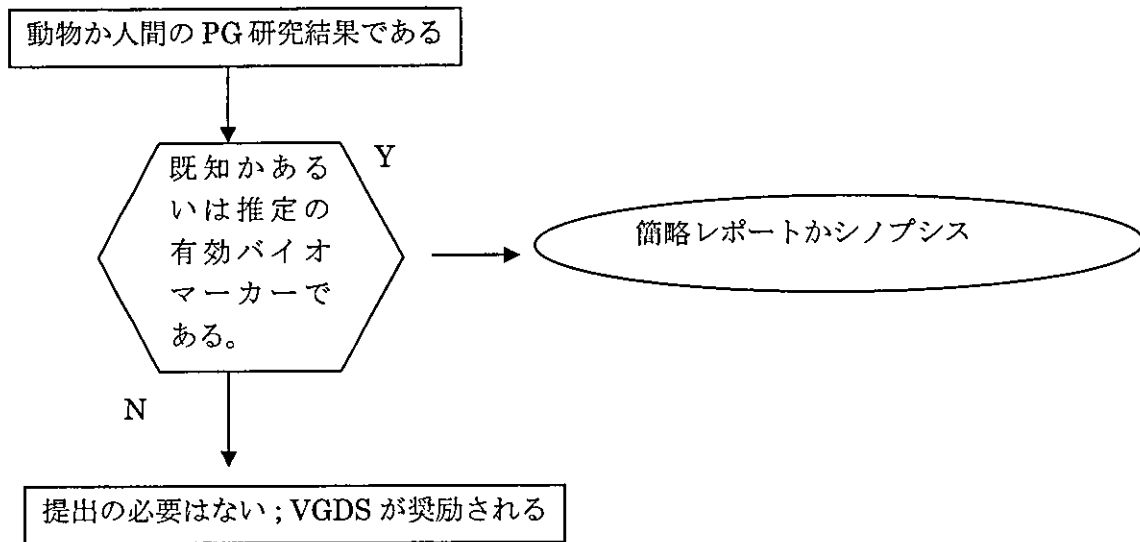 動物か人間の PG 研究結果である
Y
既知かある
いは推定の
有効バイオ
マーカーで
ある。
簡略レポートかシノプシス
N
提出の必要はない ; VGDS が奨励される